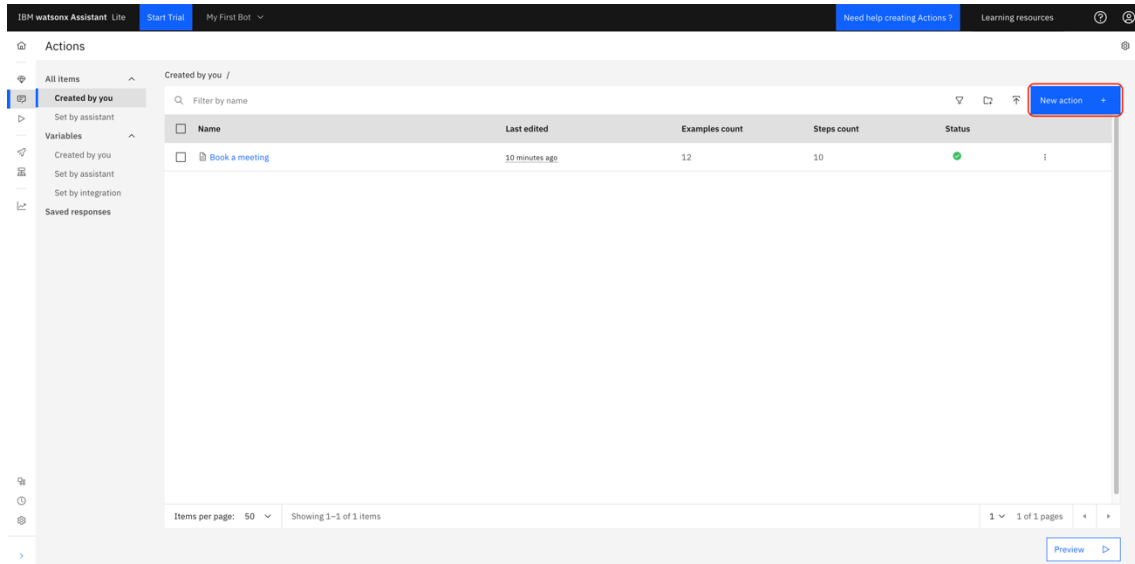 IBM watsonx Assistant Lite Start Trial My First Bot Need help creating Actions ? Learning resources
Actions
All items
Created by you
Set by assistant
Variables
Created by you
Set by assistant
Set by integration
Saved responses
Created by you /
Filter by name New action +
Name Last edited Examples count Steps count Status
Book a meeting 10 minutes ago 12 10
Items per page: 50 Showing 1–1 of 1 items 1 1 of 1 pages
Preview